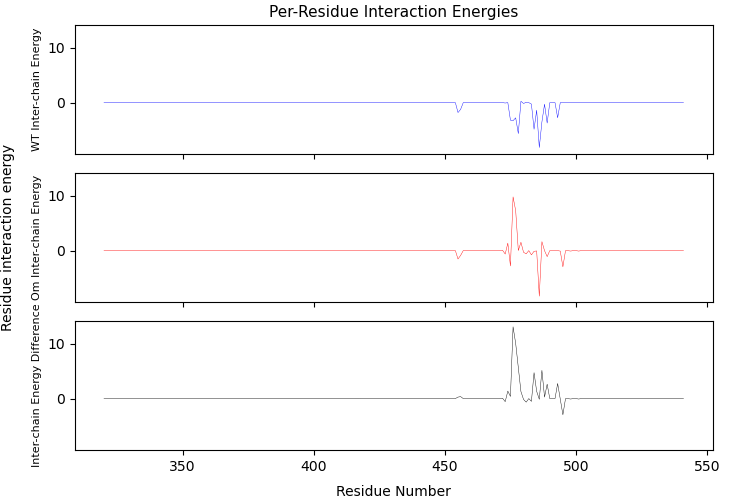 Per-Residue Interaction Energies
Residue interaction energy
WT Inter-chain Energy
10
0
Om Inter-chain Energy
10
0
Inter-chain Energy Difference
10
0
350
400
450
500
550
Residue Number